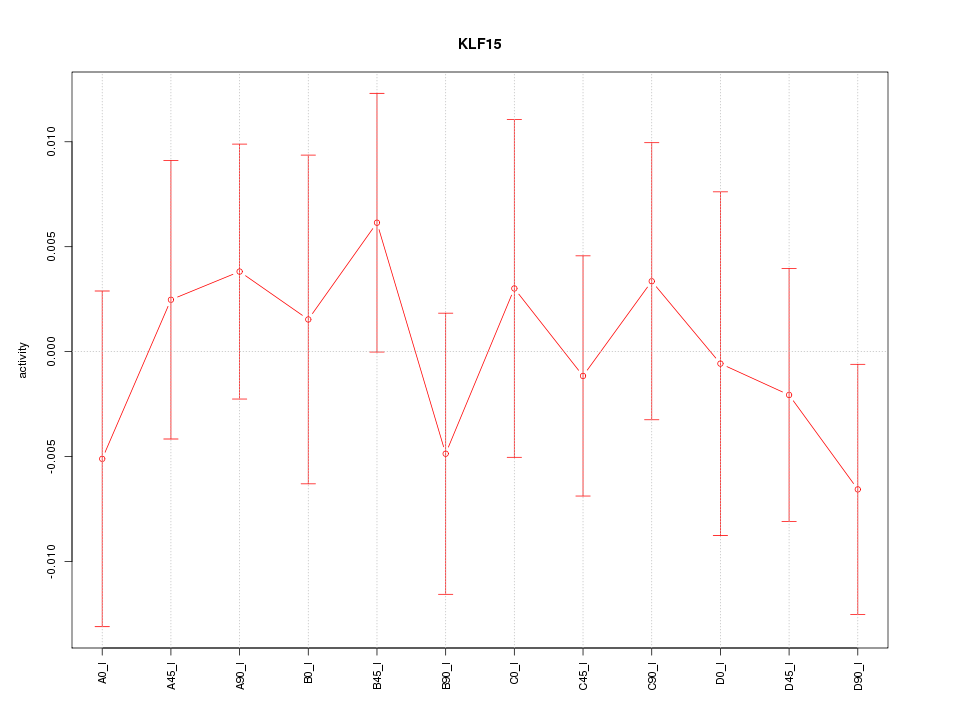 KLF15
activity
0.010
0.005
0.000
-0.005
-0.010
A0_I
A45_I
A90_I
B0_I
B45_I
B90_I
C0_I
C45_I
C90_I
D0_I
D45_I
D90_I